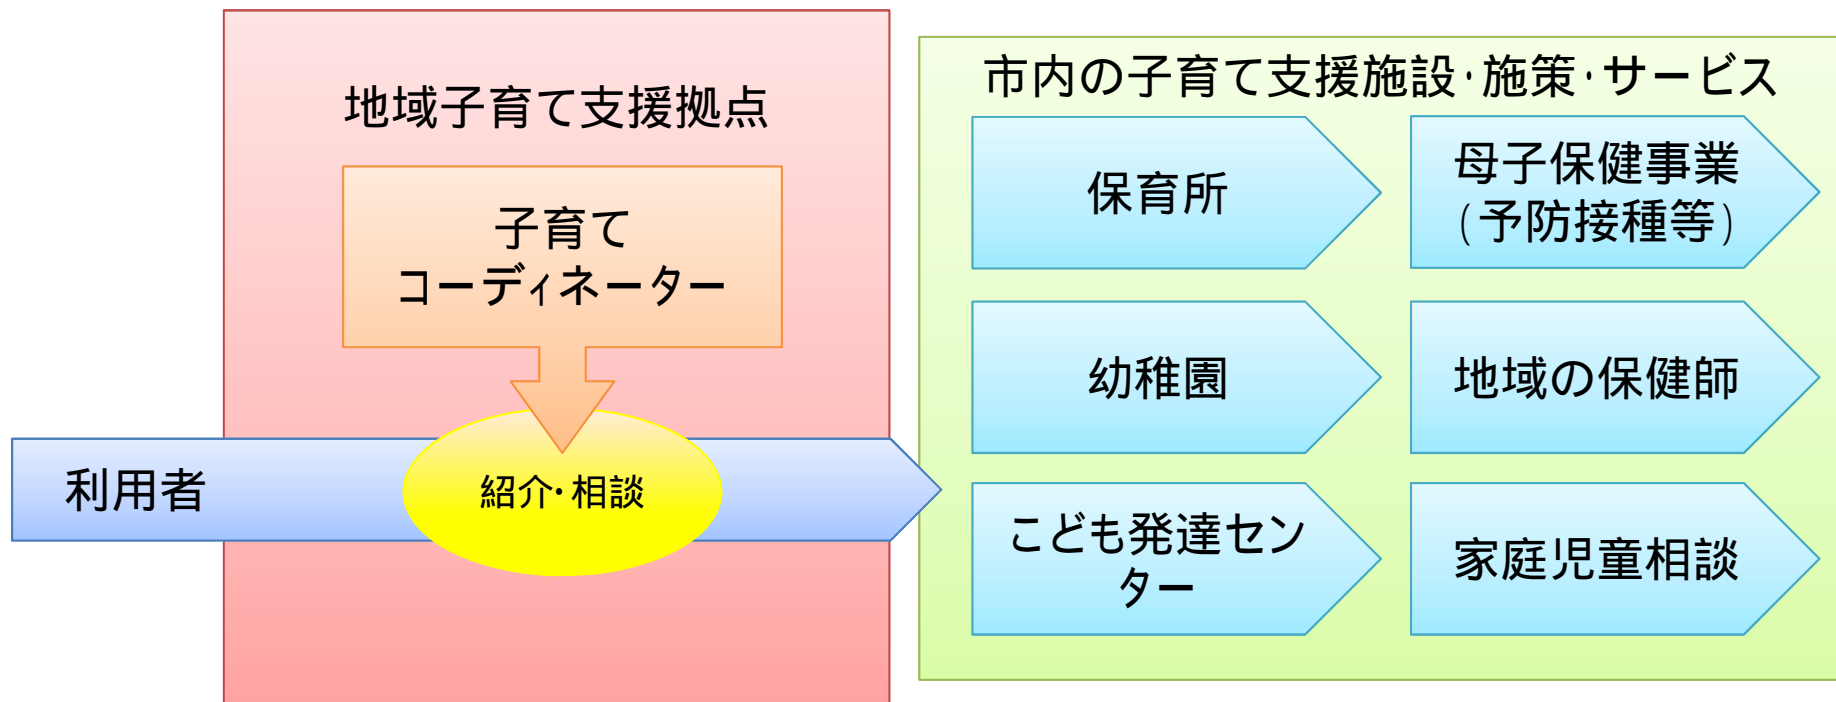 地域子育て支援拠点
子育て
コーディネーター
利用者
紹介・相談
市内の子育て支援施設・施策・サービス
保育所
母子保健事業
(予防接種等)
幼稚園
地域の保健師
こども発達セン
ター
家庭児童相談